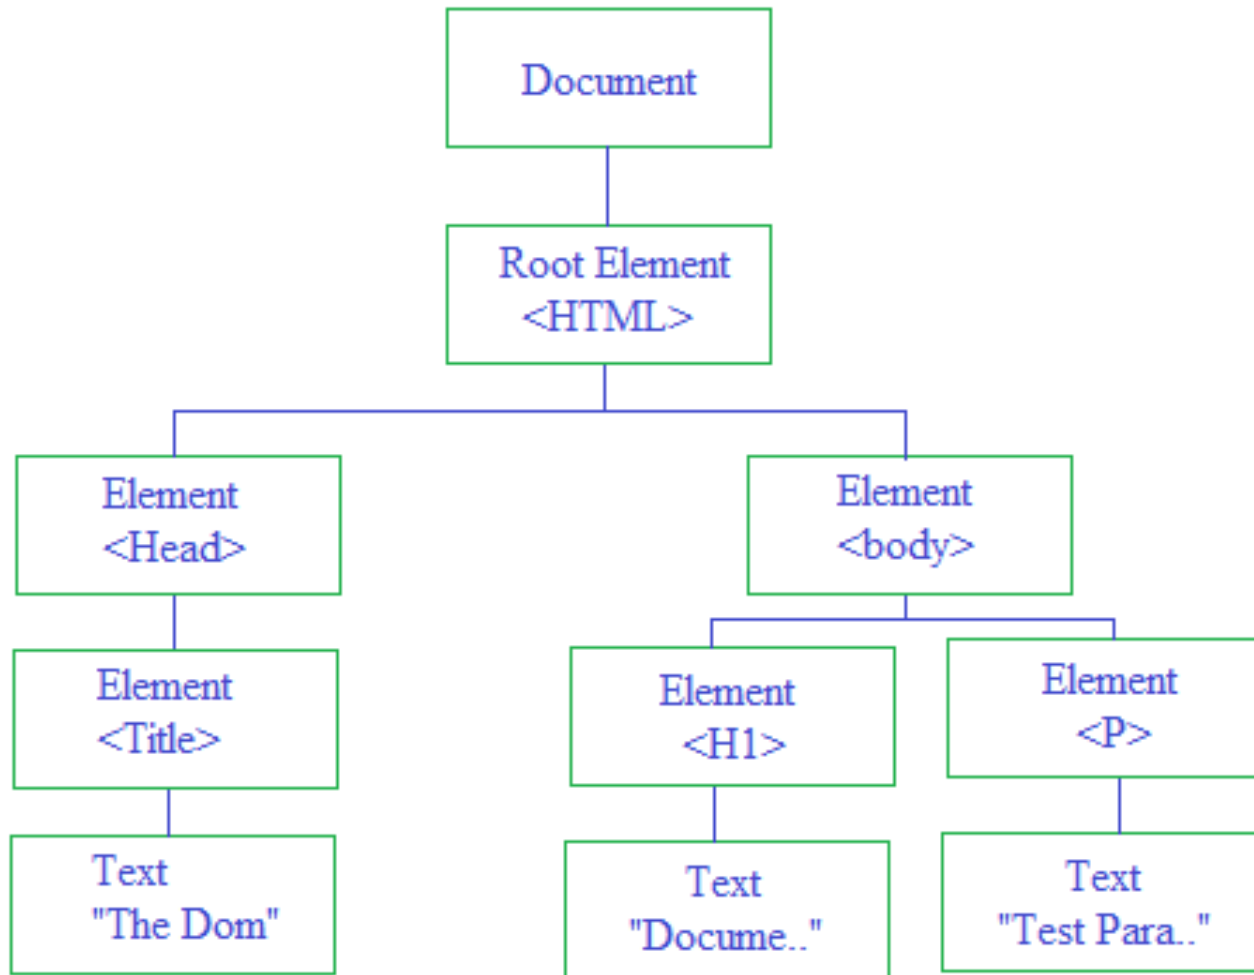 Document
Root Element
<HTML>
Element
<Head>
Element
<body>
Element
<Title>
Element
<H1>
Element
<P>
Text
"The Dom"
Text
"Docume.."
Text
"Test Para.."